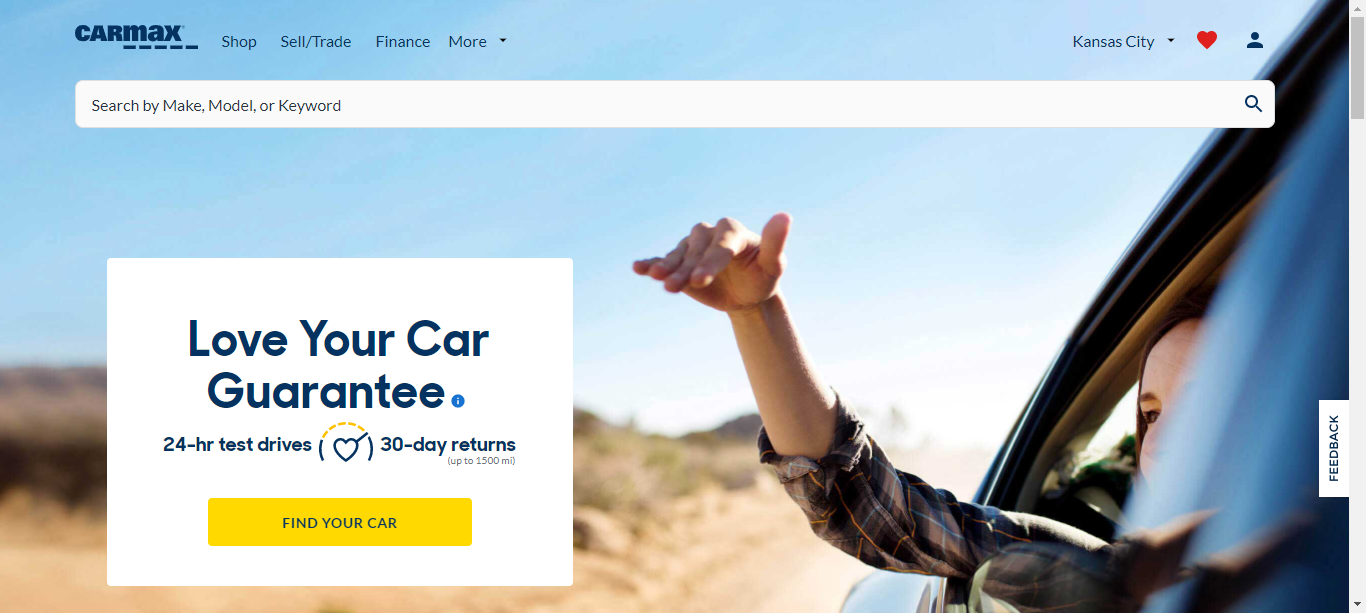 CARMAX
Shop
Sell/Trade
Finance
More
Kansas City
Search by Make, Model, or Keyword
Love Your Car
Guarantee
24-hr test drives
30-day returns
(up to 1500 mi)
FIND YOUR CAR
FEEDBACK